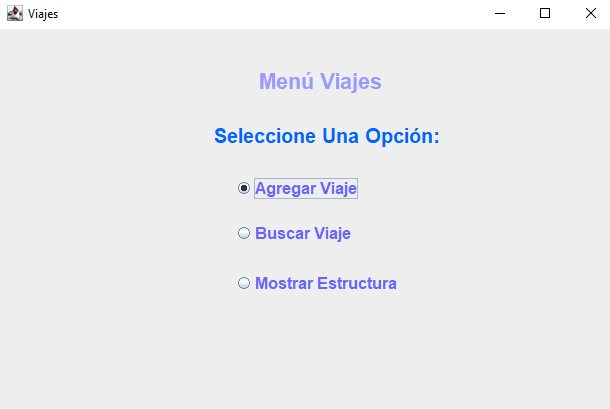 Viajes
Menú Viajes
Seleccione Una Opción:
Agregar Viaje
Buscar Viaje
Mostrar Estructura